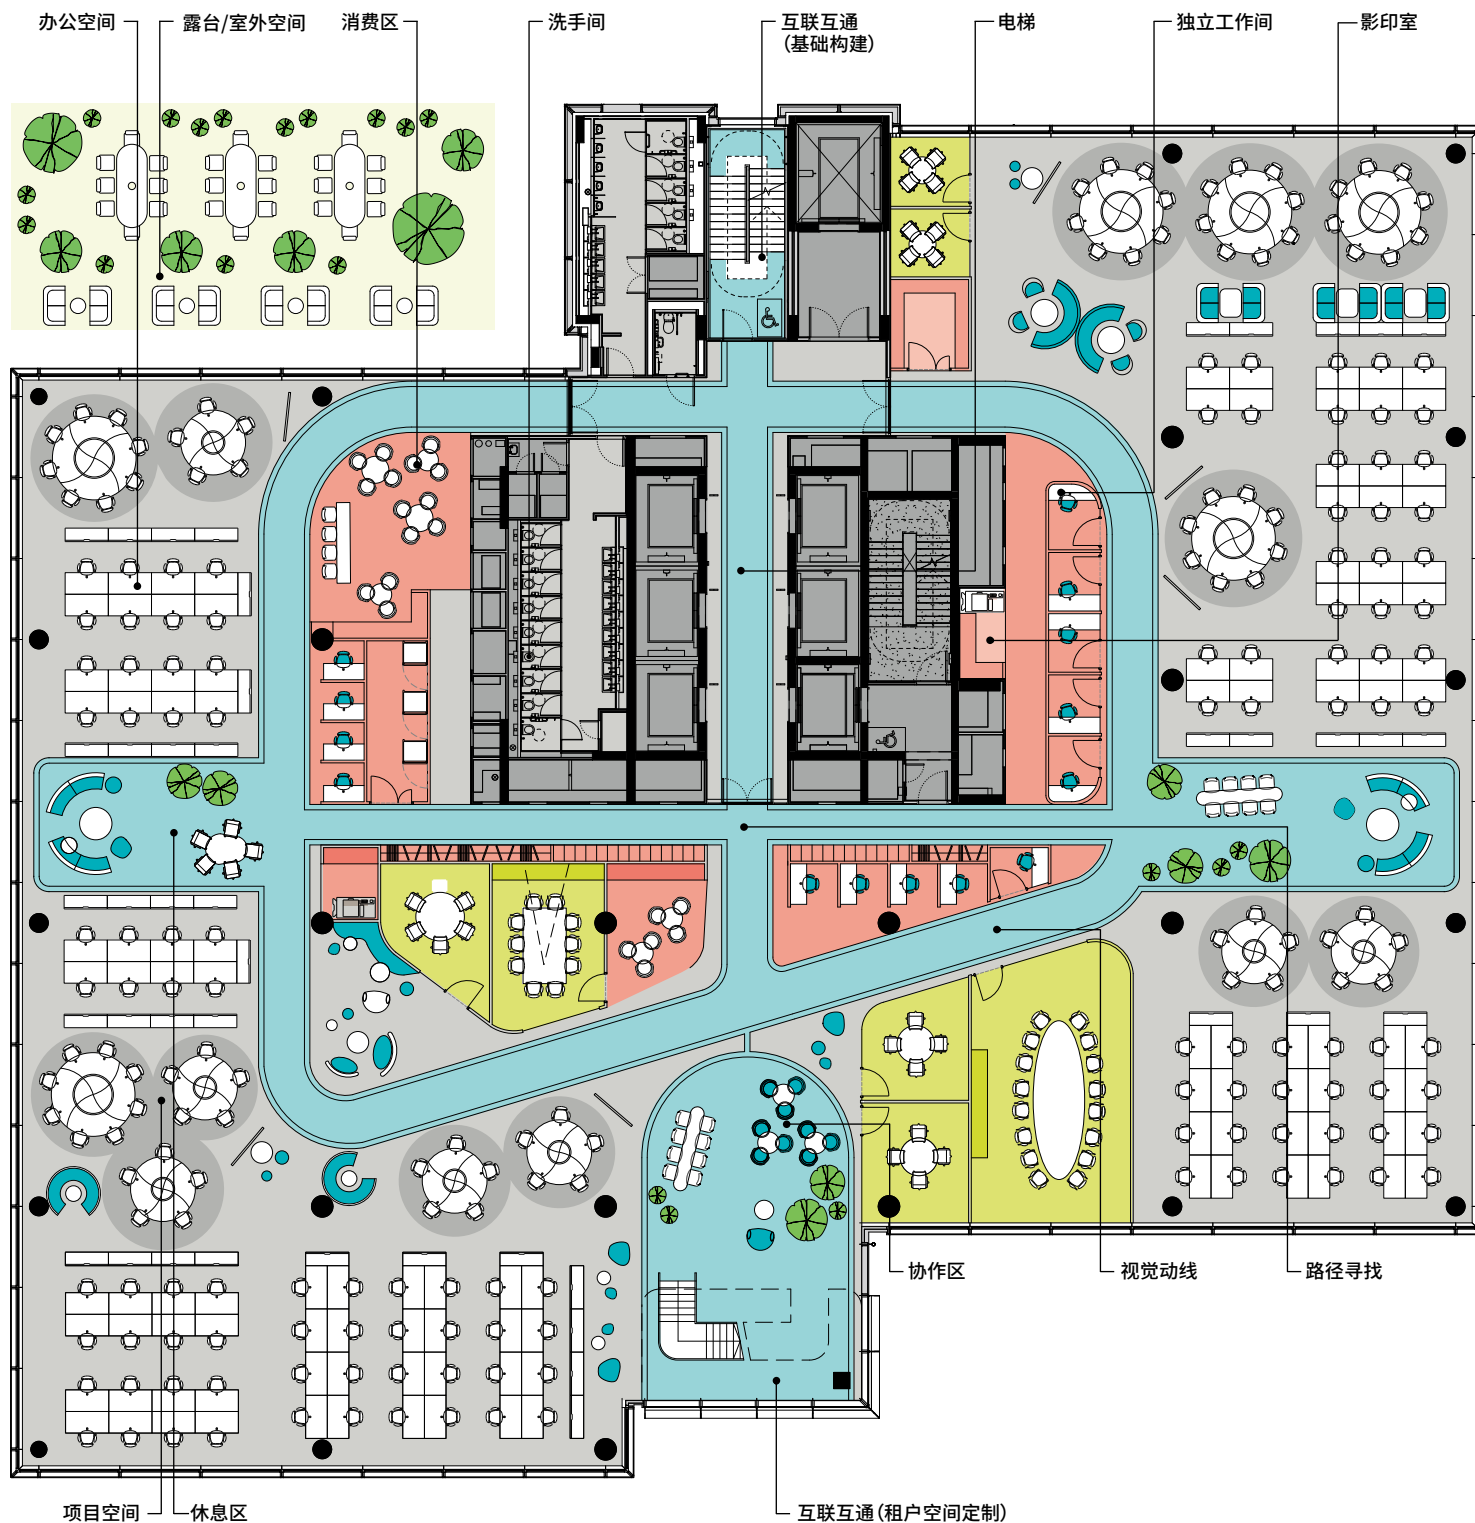 办公空间
露台/室外空间
消费区
洗手间
互联互通
(基础构建)
电梯
独立工作间
影印室
协作区
视觉动线
路径寻找
项目空间
休息区
互联互通(租户空间定制)